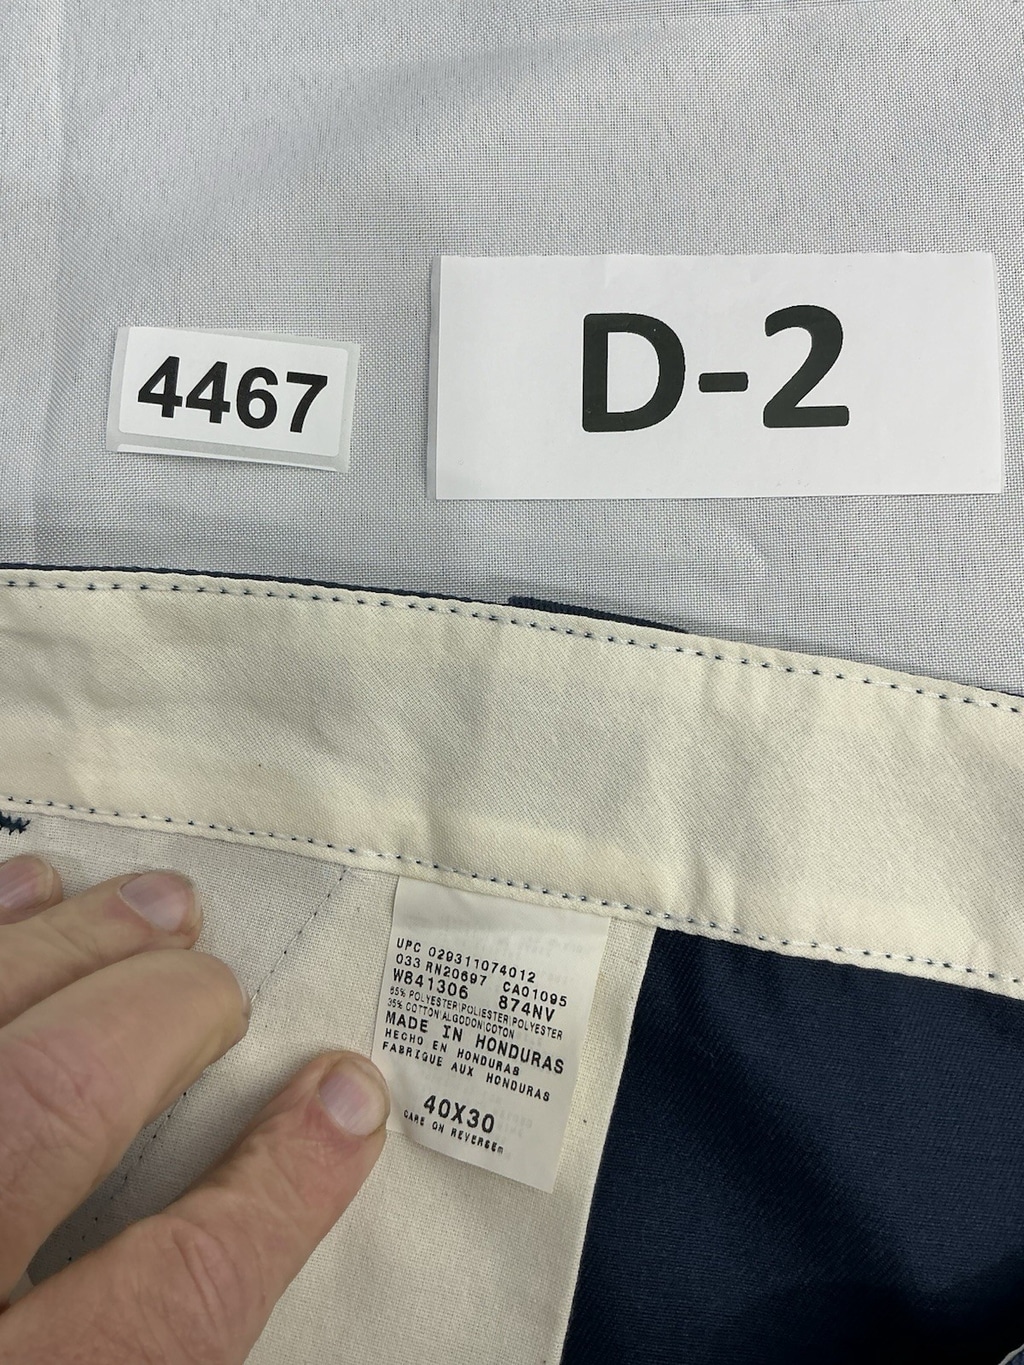 4467
D-2
UPC 029311074012
033 RN20697 CA01095
W841306 874NV
65% POLYESTER|POLIESTER|POLYESTER
35% COTTON|ALGODON|COTON
MADE IN HONDURAS
HECHO EN HONDURAS
FABRIQUE AUX HONDURAS
40X30
CARE ON REVERSE